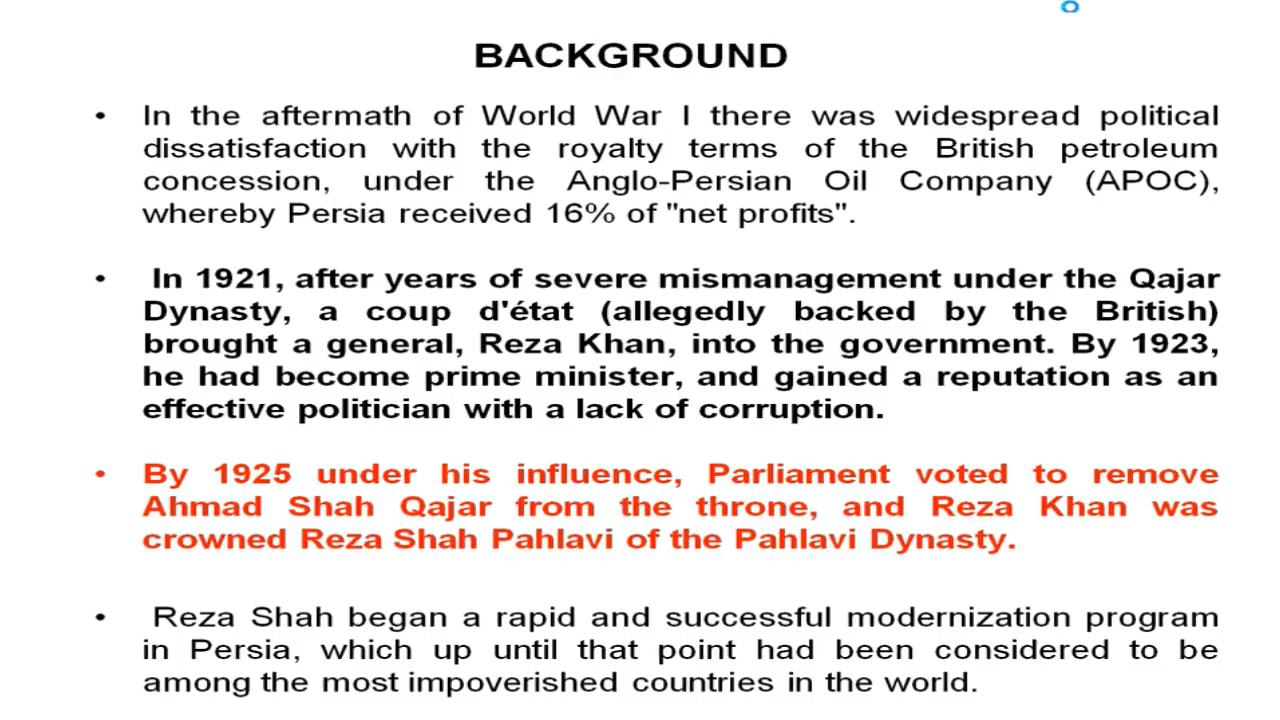 BACKGROUND
• In the aftermath of World War I there was widespread political
dissatisfaction with the royalty terms of the British petroleum
concession, under the Anglo-Persian Oil Company (APOC),
whereby Persia received 16% of "net profits".
• In 1921, after years of severe mismanagement under the Qajar
Dynasty, a coup d'état (allegedly backed by the British)
brought a general, Reza Khan, into the government. By 1923,
he had become prime minister, and gained a reputation as an
effective politician with a lack of corruption.
• By 1925 under his influence, Parliament voted to remove
Ahmad Shah Qajar from the throne, and Reza Khan was
crowned Reza Shah Pahlavi of the Pahlavi Dynasty.
• Reza Shah began a rapid and successful modernization program
in Persia, which up until that point had been considered to be
among the most impoverished countries in the world.